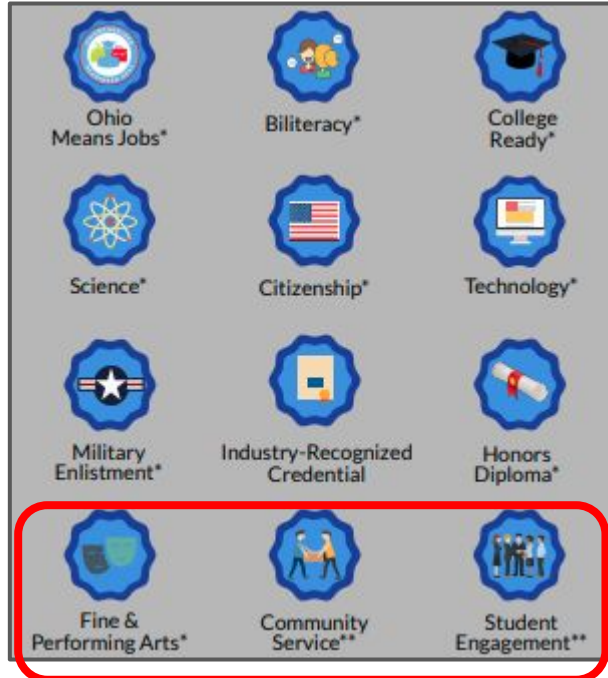 Ohio
Means Jobs*
Biliteracy*
College
Ready*
Science*
Citizenship*
Technology*
Military
Enlistment*
Industry-Recognized
Credential
Honors
Diploma*
Fine &
Performing Arts*
Community
Service**
Student
Engagement**